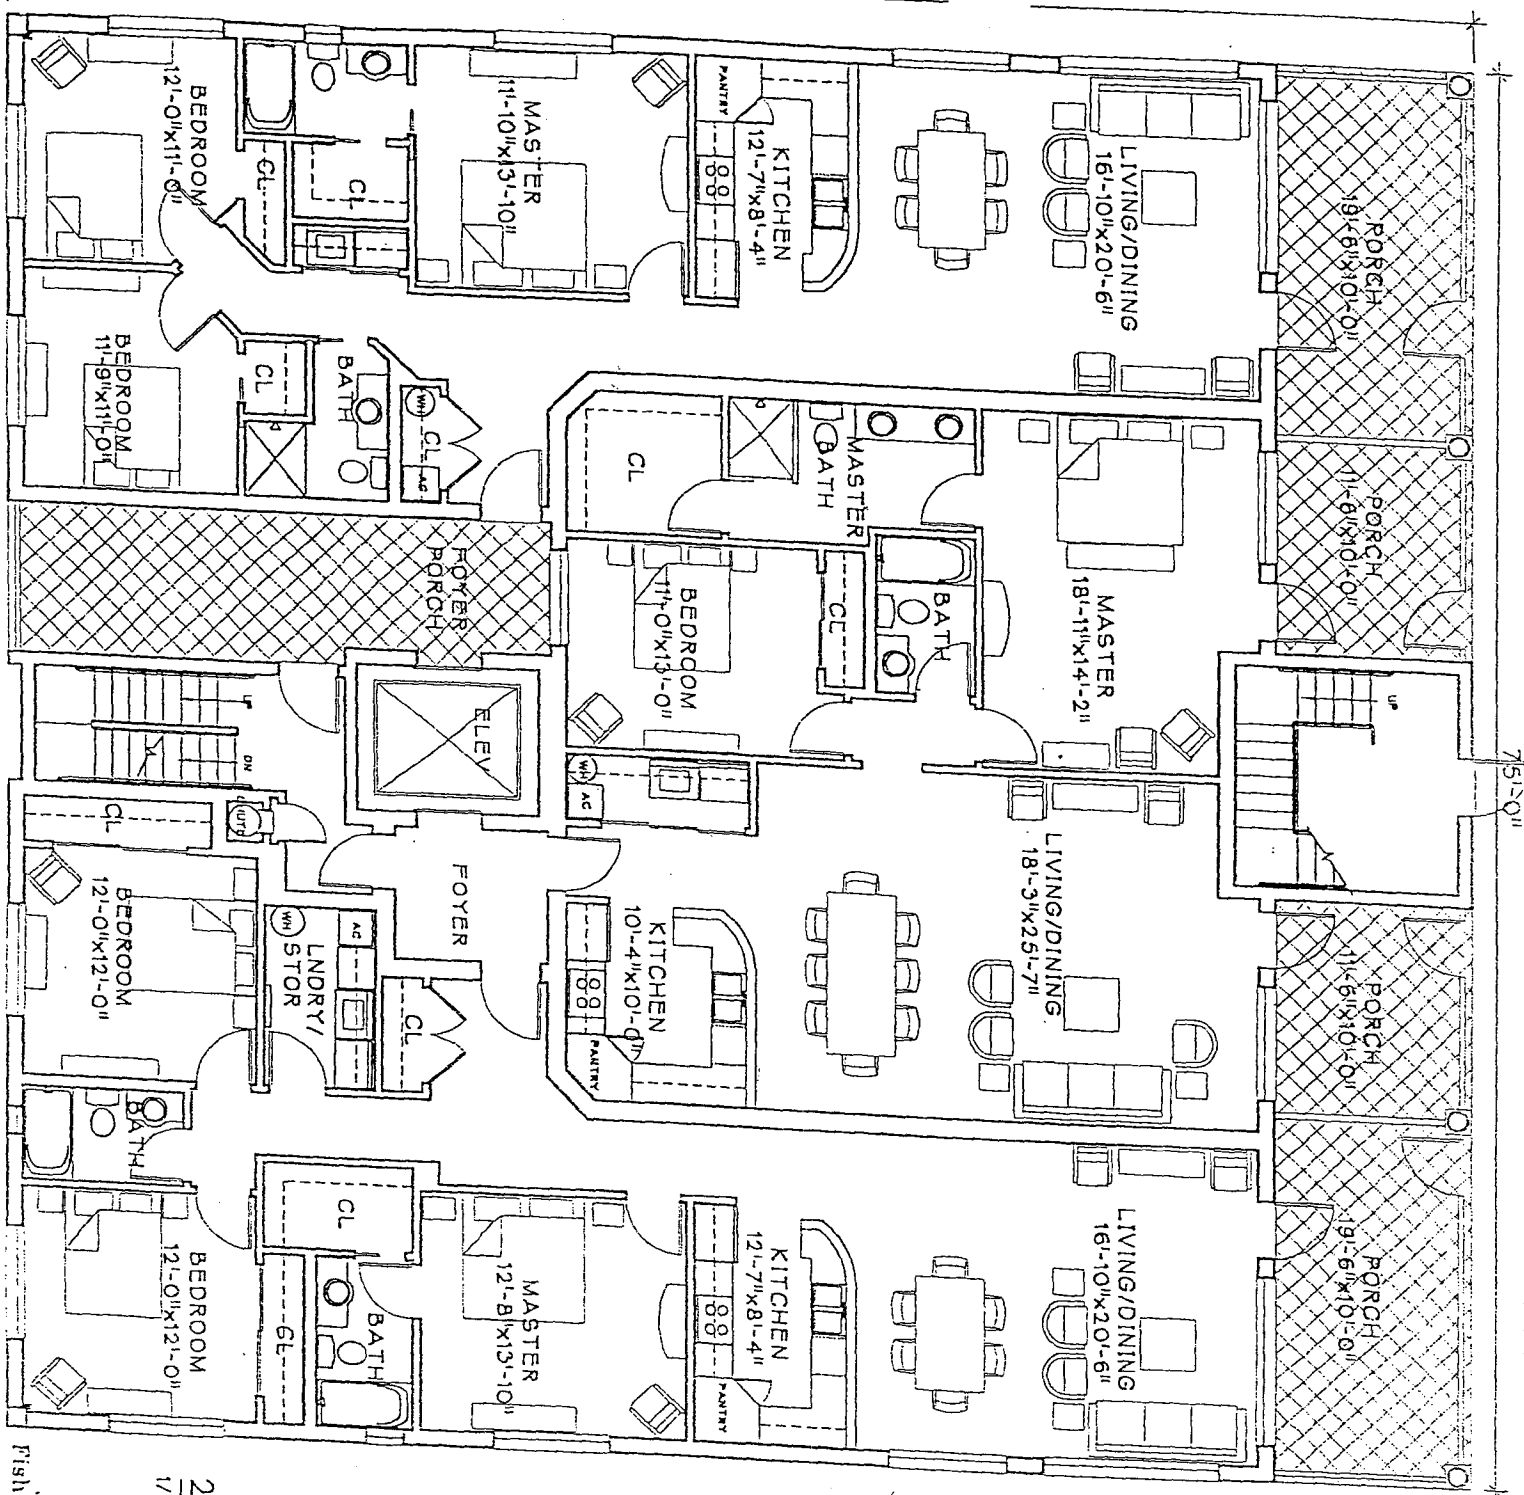 75'-0"
PORCH
19'-6"x10'-0"
PORCH
11'-6"x10'-0"
PORCH
11'-6"x10'-0"
PORCH
19'-6"x10'-0"
LIVING/DINING
16'-10"x20'-6"
KITCHEN
12'-7"x8'-4"
PANTRY
MASTER
11'-10"x13'-10"
CL
CL
BEDROOM
12'-0"x11'-0"
BEDROOM
11'-9"x11'-0"
CL
BATH
WH
CL
AC
MASTER
18'-11"x14'-2"
MASTER
BATH
CL
BATH
BEDROOM
11'-0"x13'-0"
FOYER
PORCH
UP
LIVING/DINING
18'-3"x25'-7"
KITCHEN
10'-4"x10'-0"
PANTRY
WH
AC
ELEV
UP
DN
FOYER
CL
BEDROOM
12'-0"x12'-0"
LNDRY/
STOR
WH
AC
CL
BATH
LIVING/DINING
16'-10"x20'-6"
KITCHEN
12'-7"x8'-4"
PANTRY
MASTER
12'-8"x13'-10"
CL
CL
BATH
BEDROOM
12'-0"x12'-0"
2
Fish